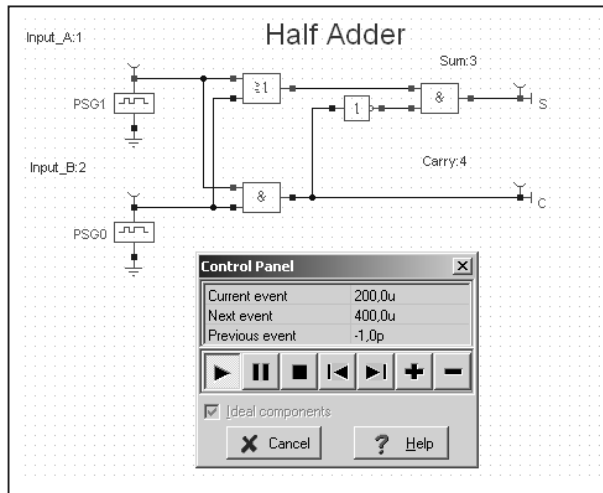 Half Adder
Input_A:1
Sum:3
≥1
1
&
S
PSG1
Input_B:2
Carry:4
&
C
PSG0
Control Panel
Current event 200,0u
Next event 400,0u
Previous event -1,0p
Ideal components
Cancel
? Help